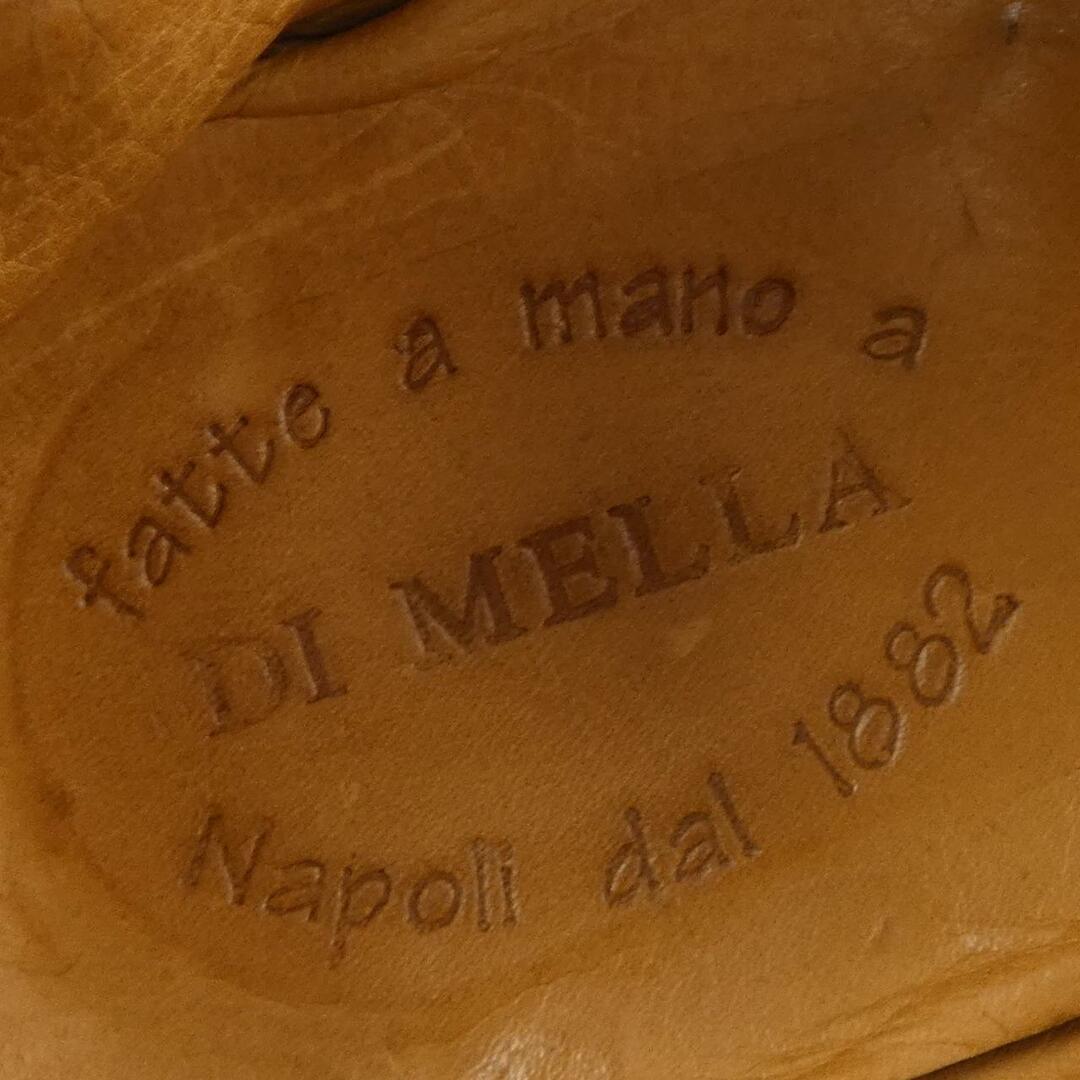 fatte a mano a
DI MELLA
Napoli dal 1882